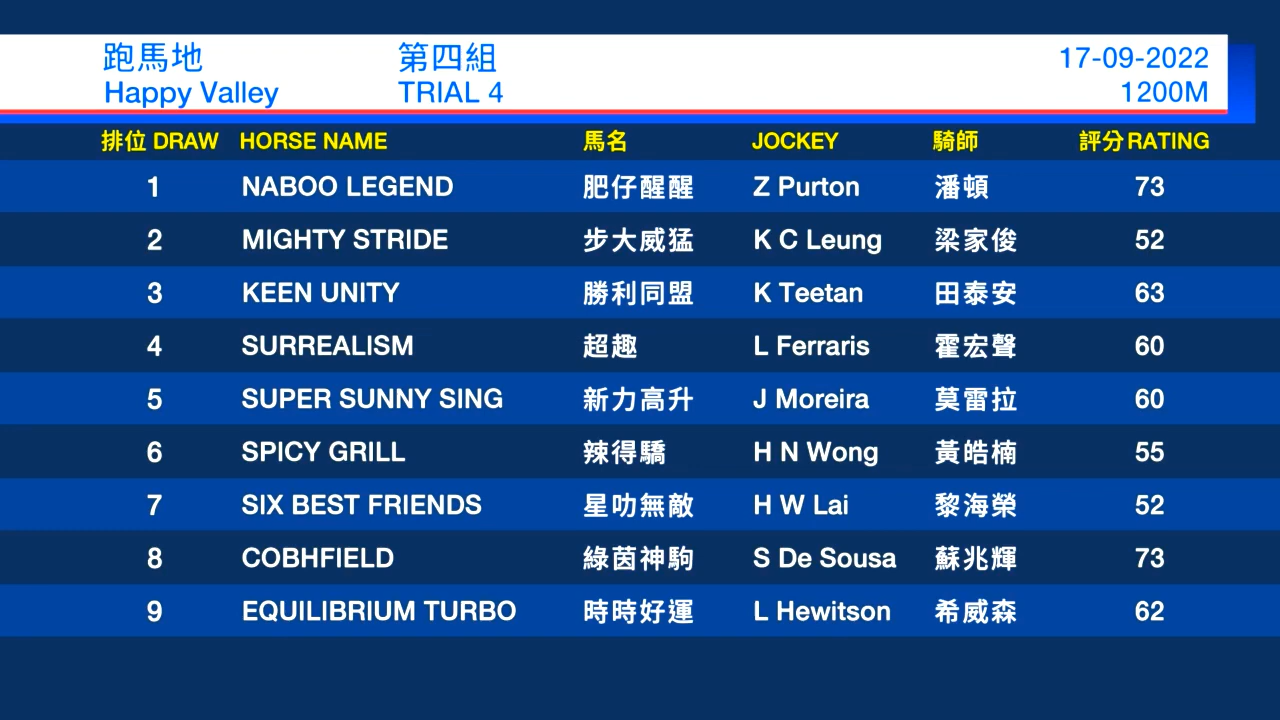 跑馬地 第四組 17-09-2022
Happy Valley TRIAL 4 1200M
排位 DRAW HORSE NAME 馬名 JOCKEY 騎師 評分 RATING
1 NABOO LEGEND 肥仔醒醒 Z Purton 潘頓 73
2 MIGHTY STRIDE 步大威猛 K C Leung 梁家俊 52
3 KEEN UNITY 勝利同盟 K Teetan 田泰安 63
4 SURREALISM 超趣 L Ferraris 霍宏聲 60
5 SUPER SUNNY SING 新力高升 J Moreira 莫雷拉 60
6 SPICY GRILL 辣得驕 H N Wong 黃皓楠 55
7 SIX BEST FRIENDS 星叻無敵 H W Lai 黎海榮 52
8 COBHFIELD 綠茵神駒 S De Sousa 蘇兆輝 73
9 EQUILIBRIUM TURBO 時時好運 L Hewitson 希威森 62